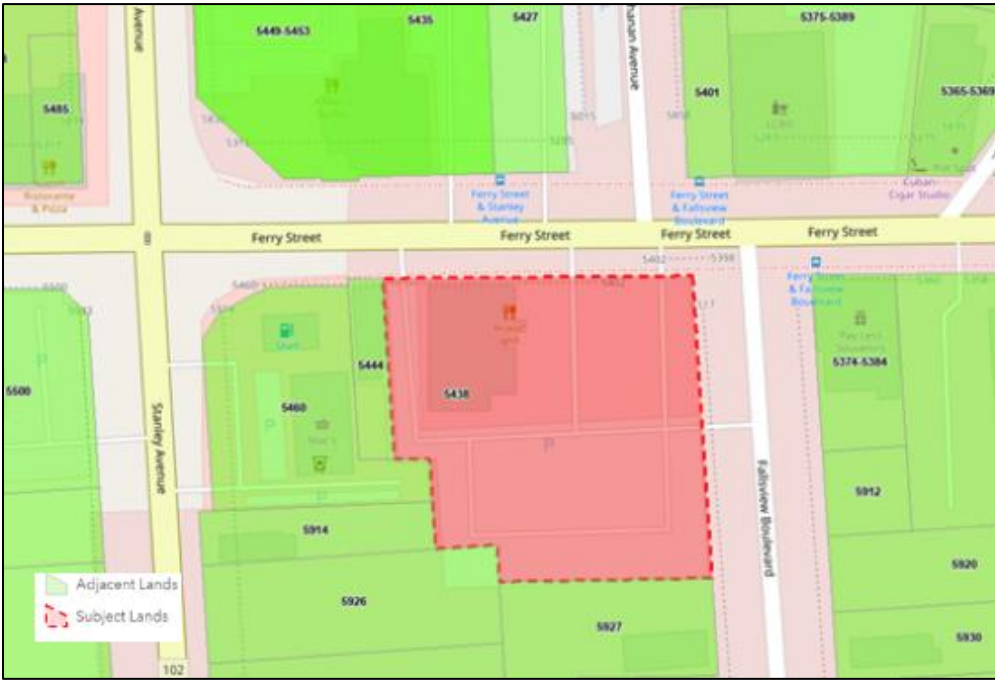 Avenue
5449-5453
5435
5427
hanan Avenue
5375-5389
5485
5401
5365-5369
Ristorante
& Pizza
Ferry Street
& Stanley
Avenue
Ferry Street
& Fallsview
Boulevard
Cuban
Cigar Studio
Ferry Street
Ferry Street
Ferry Street
Ferry Street
Ferry Street
& Fallsview
Boulevard
5402
5398
5460
5444
5438
5374-5384
5500
5460
P
P
P
Stanley Avenue
5912
Fallsview Boulevard
5914
5920
5926
5927
5930
Adjacent Lands
Subject Lands
102